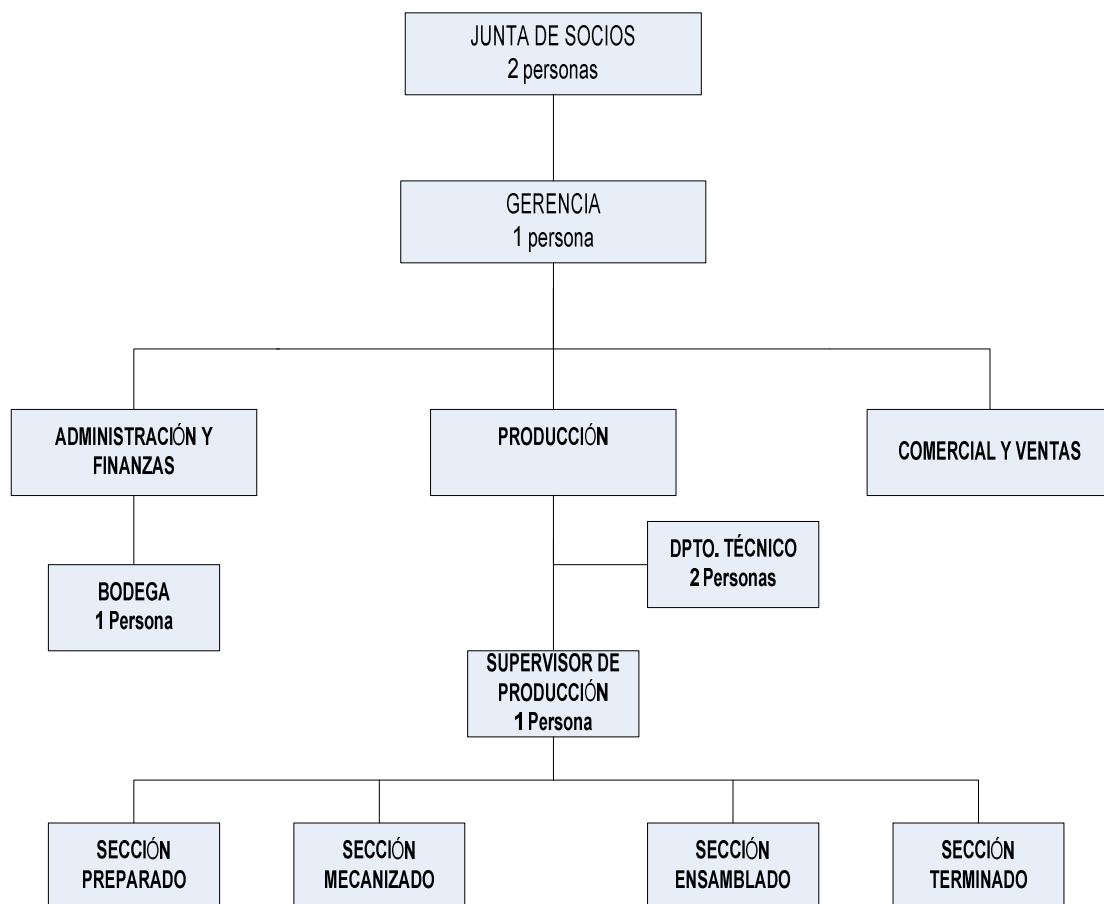 JUNTA DE SOCIOS
2 personas
GERENCIA
1 persona
ADMINISTRACIÓN Y
FINANZAS
PRODUCCIÓN
COMERCIAL Y VENTAS
DPTO. TÉCNICO
2 Personas
BODEGA
1 Persona
SUPERVISOR DE
PRODUCCIÓN
1 Persona
SECCIÓN
PREPARADO
SECCIÓN
MECANIZADO
SECCIÓN
ENSAMBLADO
SECCIÓN
TERMINADO